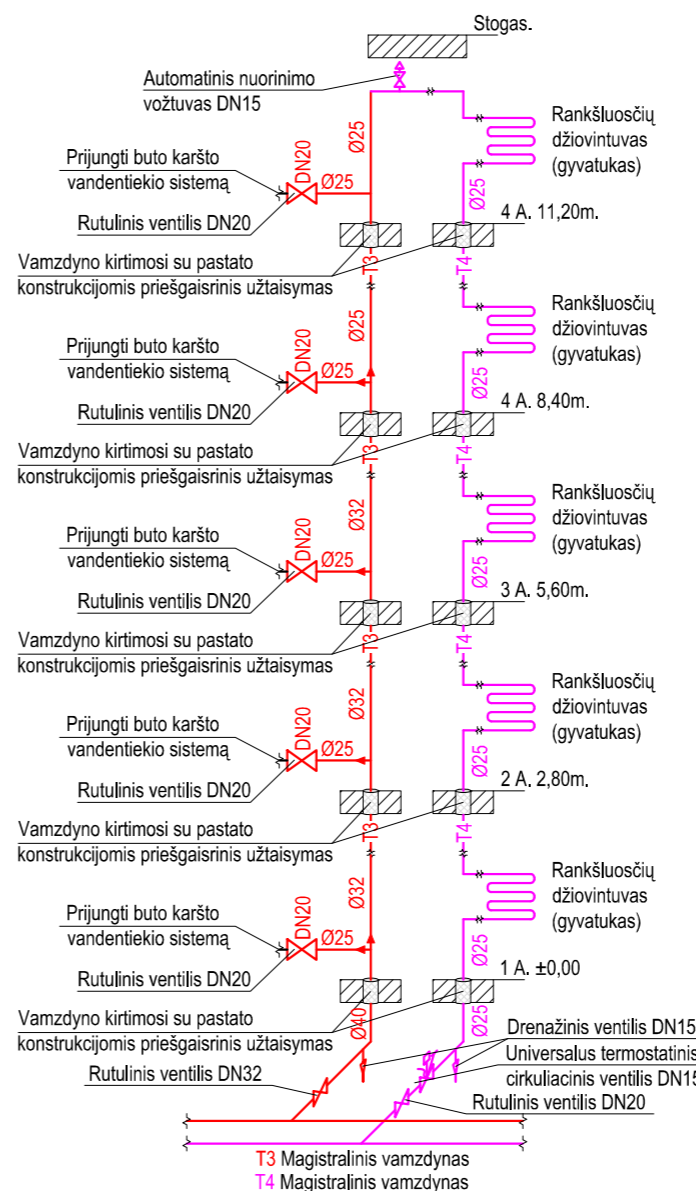 Stogas.
Automatinis nuorinimo
vožtuvas DN15
Ø25
Rankšluosčių
džiovintuvas
(gyvatukas)
Prijungti buto karšto
vandentiekio sistemą
DN20
Ø25
Rutulinis ventilis DN20
Ø25
4 A. 11,20m.
Vamzdyno kirtimosi su pastato
konstrukcijomis priešgaisrinis užtaisymas
T3
T4
Ø25
Rankšluosčių
džiovintuvas
(gyvatukas)
Prijungti buto karšto
vandentiekio sistemą
DN20
Ø25
Rutulinis ventilis DN20
Ø25
4 A. 8,40m.
Vamzdyno kirtimosi su pastato
konstrukcijomis priešgaisrinis užtaisymas
T3
T4
Ø32
Rankšluosčių
džiovintuvas
(gyvatukas)
Prijungti buto karšto
vandentiekio sistemą
DN20
Ø25
Rutulinis ventilis DN20
Ø25
3 A. 5,60m.
Vamzdyno kirtimosi su pastato
konstrukcijomis priešgaisrinis užtaisymas
T3
T4
Ø32
Rankšluosčių
džiovintuvas
(gyvatukas)
Prijungti buto karšto
vandentiekio sistemą
DN20
Ø25
Rutulinis ventilis DN20
Ø25
2 A. 2,80m.
Vamzdyno kirtimosi su pastato
konstrukcijomis priešgaisrinis užtaisymas
T3
T4
Ø32
Rankšluosčių
džiovintuvas
(gyvatukas)
Prijungti buto karšto
vandentiekio sistemą
DN20
Ø25
Rutulinis ventilis DN20
Ø25
1 A. ±0,00
Vamzdyno kirtimosi su pastato
konstrukcijomis priešgaisrinis užtaisymas
Ø40
Ø25
Drenažinis ventilis DN15
Universalus termostatinis
cirkuliacinis ventilis DN15
Rutulinis ventilis DN32
Rutulinis ventilis DN20
T3 Magistralinis vamzdynas
T4 Magistralinis vamzdynas